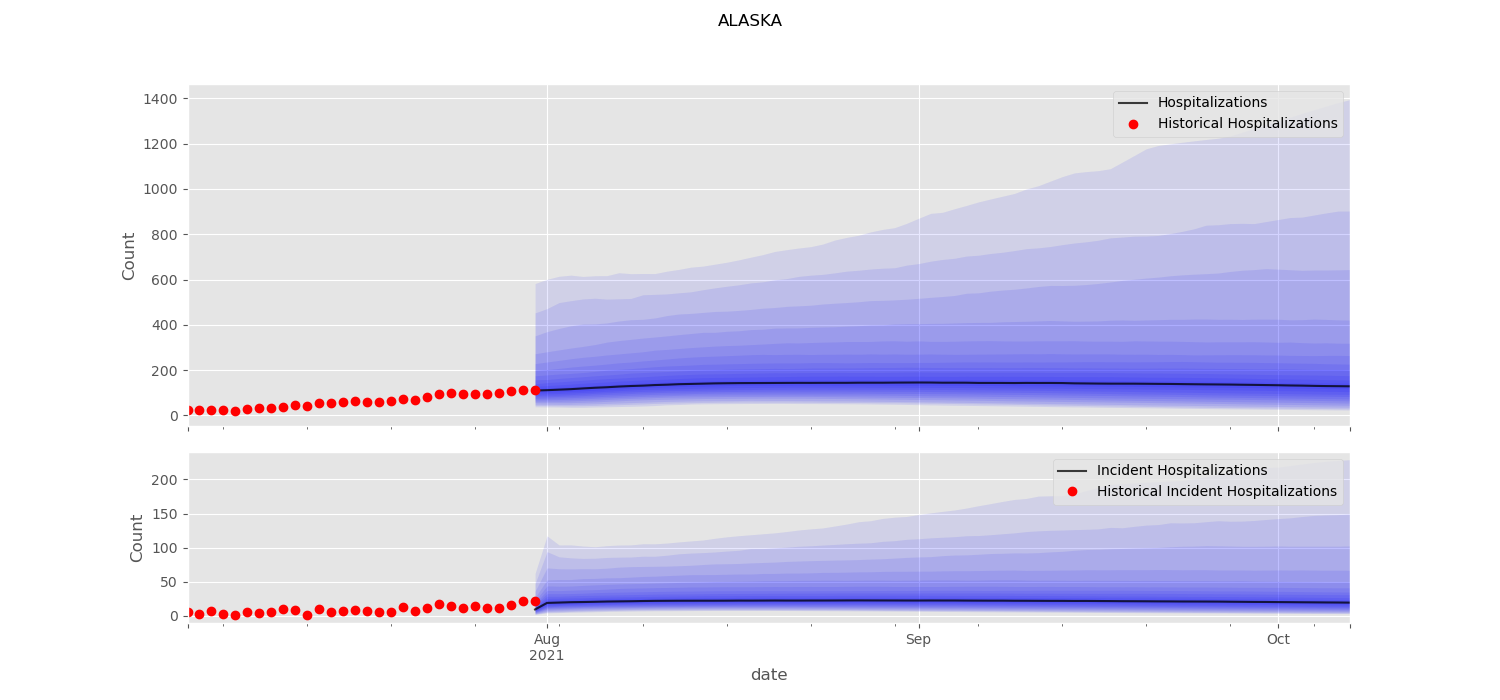 ALASKA
1400
1200
1000
800
600
400
200
0
Count
Hospitalizations
Historical Hospitalizations
200
150
100
50
0
Count
Incident Hospitalizations
Historical Incident Hospitalizations
Aug
2021
Sep
Oct
date